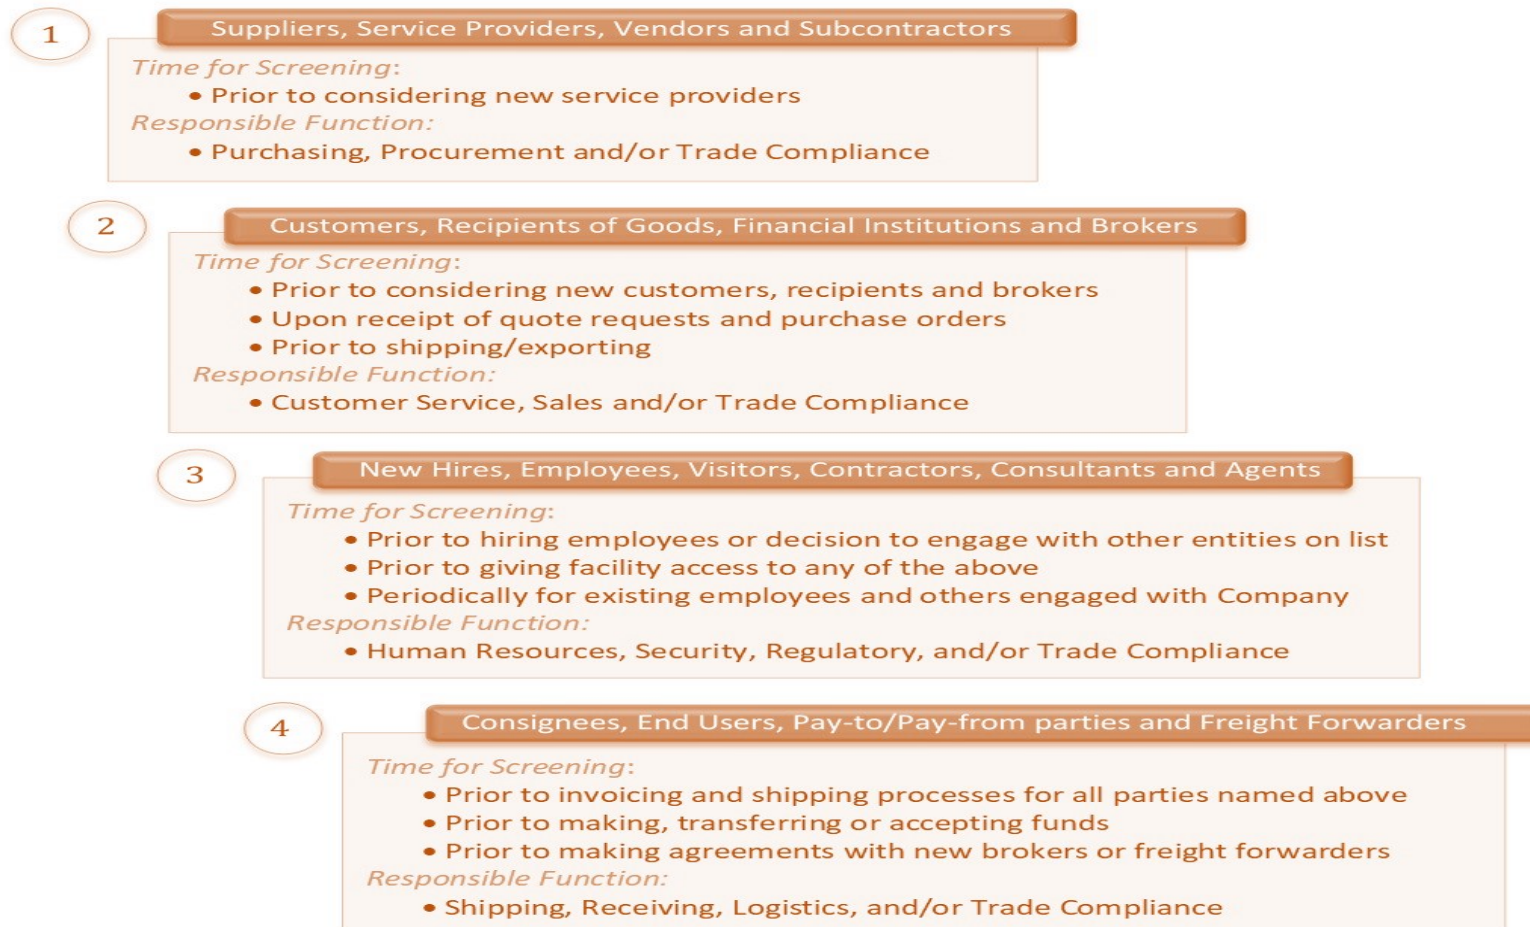 1
Suppliers, Service Providers, Vendors and Subcontractors
Time for Screening:
• Prior to considering new service providers
Responsible Function:
• Purchasing, Procurement and/or Trade Compliance
2
Customers, Recipients of Goods, Financial Institutions and Brokers
Time for Screening:
• Prior to considering new customers, recipients and brokers
• Upon receipt of quote requests and purchase orders
• Prior to shipping/exporting
Responsible Function:
• Customer Service, Sales and/or Trade Compliance
3
New Hires, Employees, Visitors, Contractors, Consultants and Agents
Time for Screening:
• Prior to hiring employees or decision to engage with other entities on list
• Prior to giving facility access to any of the above
• Periodically for existing employees and others engaged with Company
Responsible Function:
• Human Resources, Security, Regulatory, and/or Trade Compliance
4
Consignees, End Users, Pay-to/Pay-from parties and Freight Forwarders
Time for Screening:
• Prior to invoicing and shipping processes for all parties named above
• Prior to making, transferring or accepting funds
• Prior to making agreements with new brokers or freight forwarders
Responsible Function:
• Shipping, Receiving, Logistics, and/or Trade Compliance